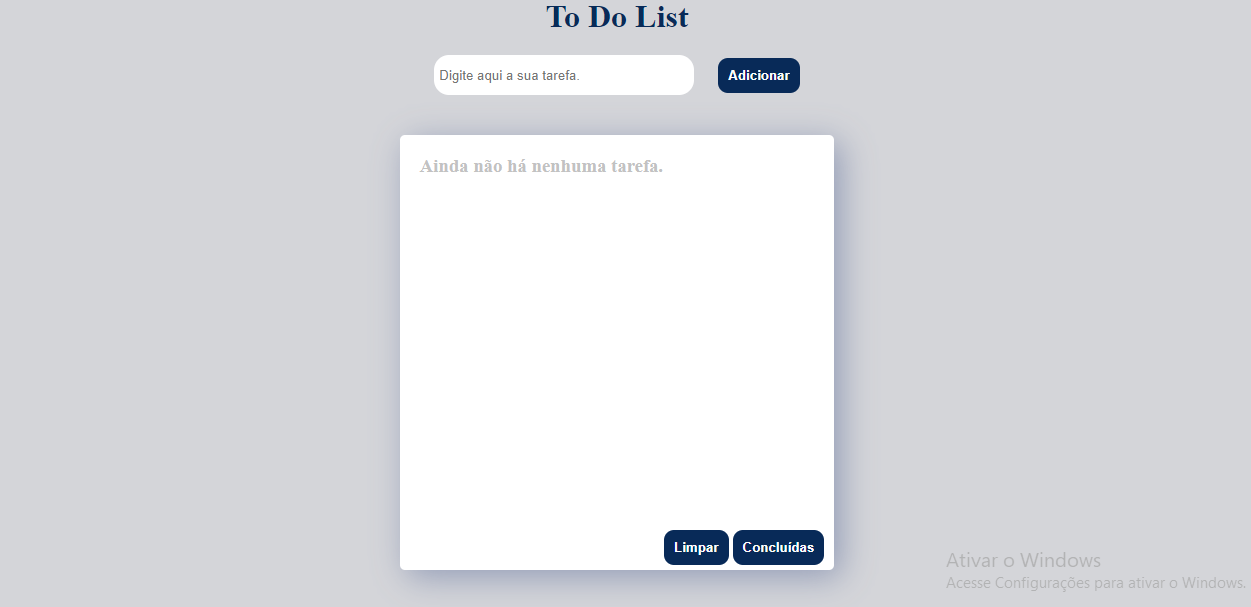 To Do List
Digite aqui a sua tarefa.
Adicionar
Ainda não há nenhuma tarefa.
Limpar
Concluídas
Ativar o Windows
Acesse Configurações para ativar o Windows.